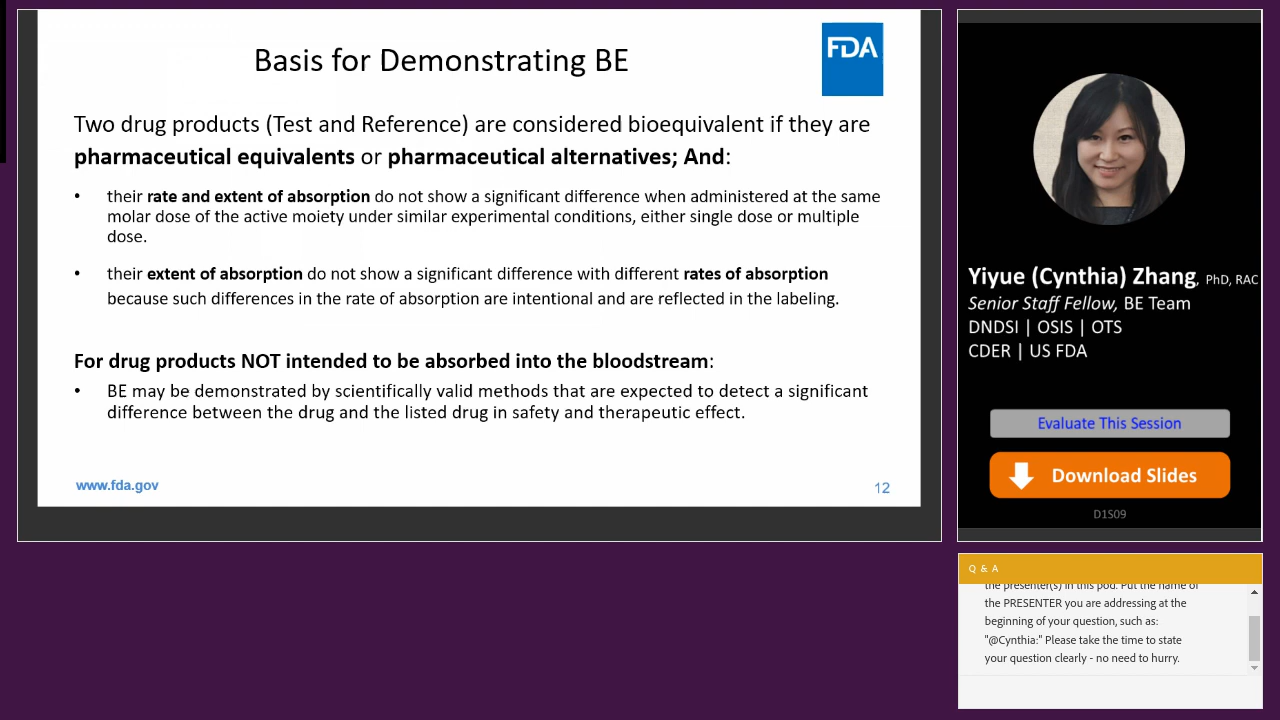 Basis for Demonstrating BE
FDA
Two drug products (Test and Reference) are considered bioequivalent if they are
pharmaceutical equivalents or pharmaceutical alternatives; And:
• their rate and extent of absorption do not show a significant difference when administered at the same
molar dose of the active moiety under similar experimental conditions, either single dose or multiple
dose.
• their extent of absorption do not show a significant difference with different rates of absorption
because such differences in the rate of absorption are intentional and are reflected in the labeling.
For drug products NOT intended to be absorbed into the bloodstream:
• BE may be demonstrated by scientifically valid methods that are expected to detect a significant
difference between the drug and the listed drug in safety and therapeutic effect.
www.fda.gov
12
Yiyue (Cynthia) Zhang, PhD, RAC
Senior Staff Fellow, BE Team
DNDSI | OSIS | OTS
CDER | US FDA
Evaluate This Session
Download Slides
D1S09
Q & A
the presenter(s) in this pod. Put the name of
the PRESENTER you are addressing at the
beginning of your question, such as:
"@Cynthia:" Please take the time to state
your question clearly - no need to hurry.